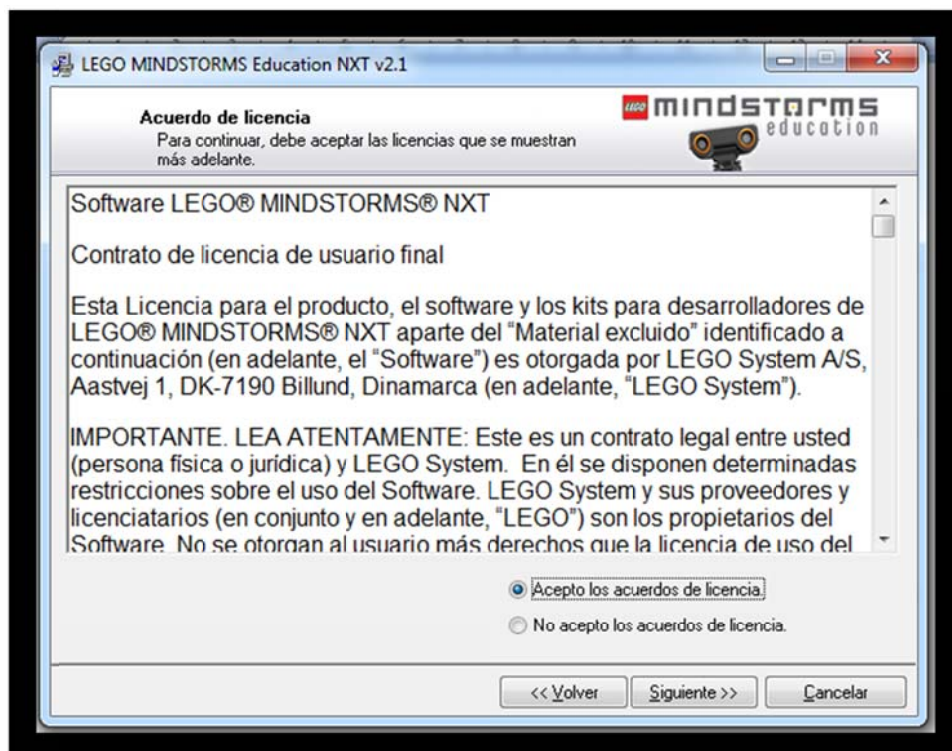 LEGO MINDSTORMS Education NXT v2.1
Acuerdo de licencia
Para continuar, debe aceptar las licencias que se muestran
más adelante.
LEGO mindstorms
education
Software LEGO® MINDSTORMS® NXT
Contrato de licencia de usuario final
Esta Licencia para el producto, el software y los kits para desarrolladores de
LEGO® MINDSTORMS® NXT aparte del “Material excluido” identificado a
continuación (en adelante, el “Software”) es otorgada por LEGO System A/S,
Aastvej 1, DK-7190 Billund, Dinamarca (en adelante, “LEGO System”).
IMPORTANTE. LEA ATENTAMENTE: Este es un contrato legal entre usted
(persona física o jurídica) y LEGO System. En él se disponen determinadas
restricciones sobre el uso del Software. LEGO System y sus proveedores y
licenciatarios (en conjunto y en adelante, “LEGO”) son los propietarios del
Software. No se otorgan al usuario más derechos que la licencia de uso del
Acepto los acuerdos de licencia.
No acepto los acuerdos de licencia.
<< Volver
Siguiente >>
Cancelar